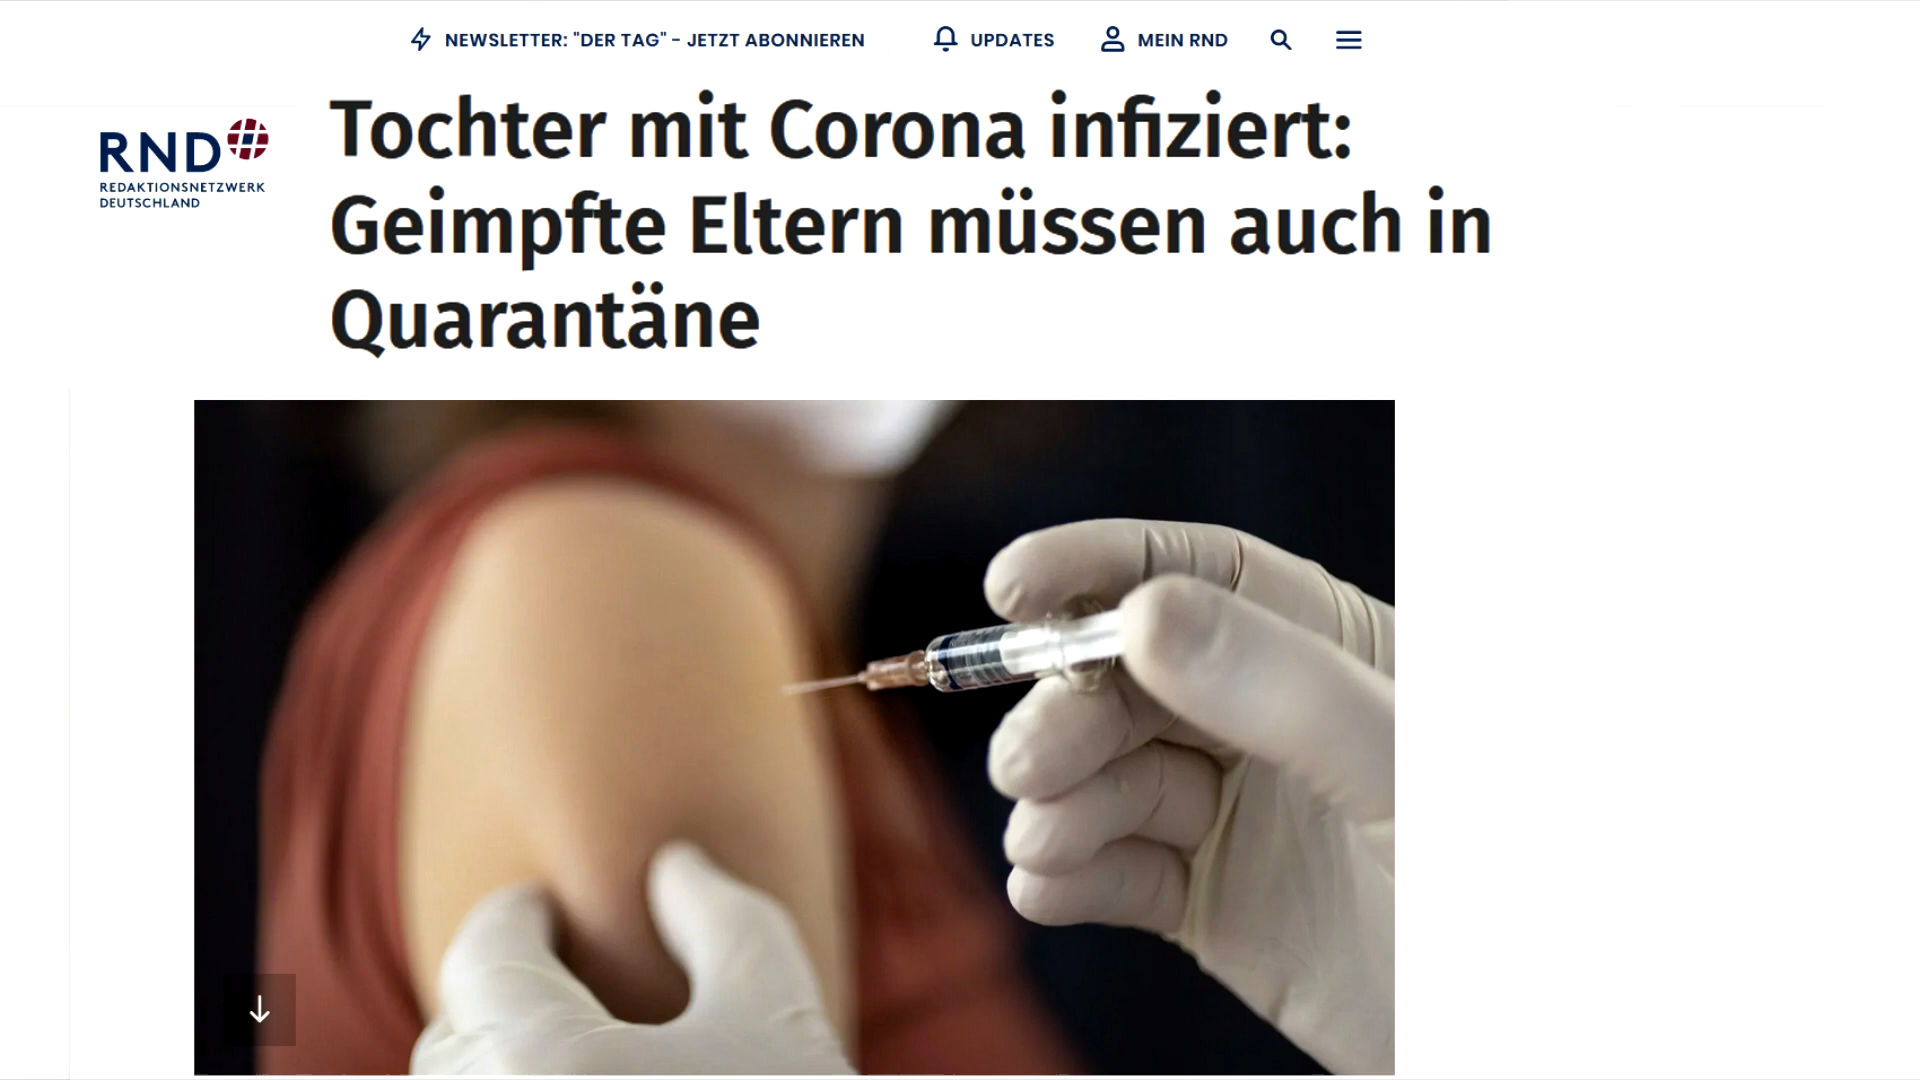 NEWSLETTER: "DER TAG" - JETZT ABONNIEREN UPDATES MEIN RND
RND
REDAKTIONSNETZWERK
DEUTSCHLAND
Tochter mit Corona infiziert:
Geimpfte Eltern müssen auch in
Quarantäne